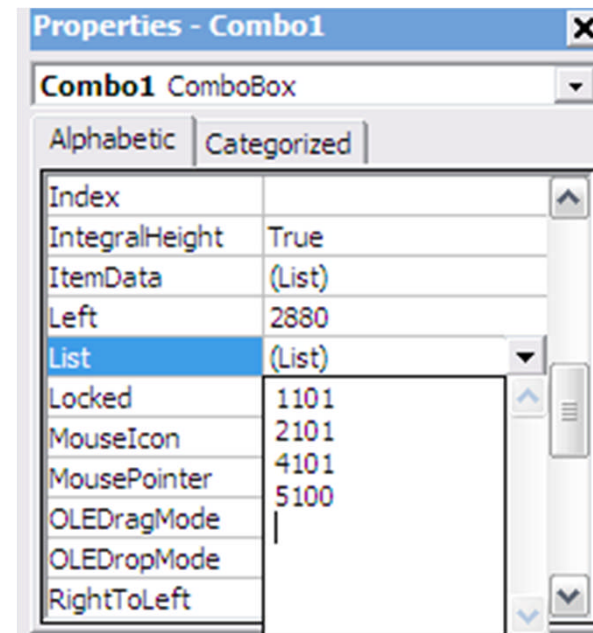 Properties - Combo1
Combo1 ComboBox
Alphabetic Categorized
Index
IntegralHeight True
ItemData (List)
Left 2880
List (List)
Locked 1101
MouseIcon 2101
MousePointer 4101
OLEDragMode 5100
OLEDropMode
RightToLeft